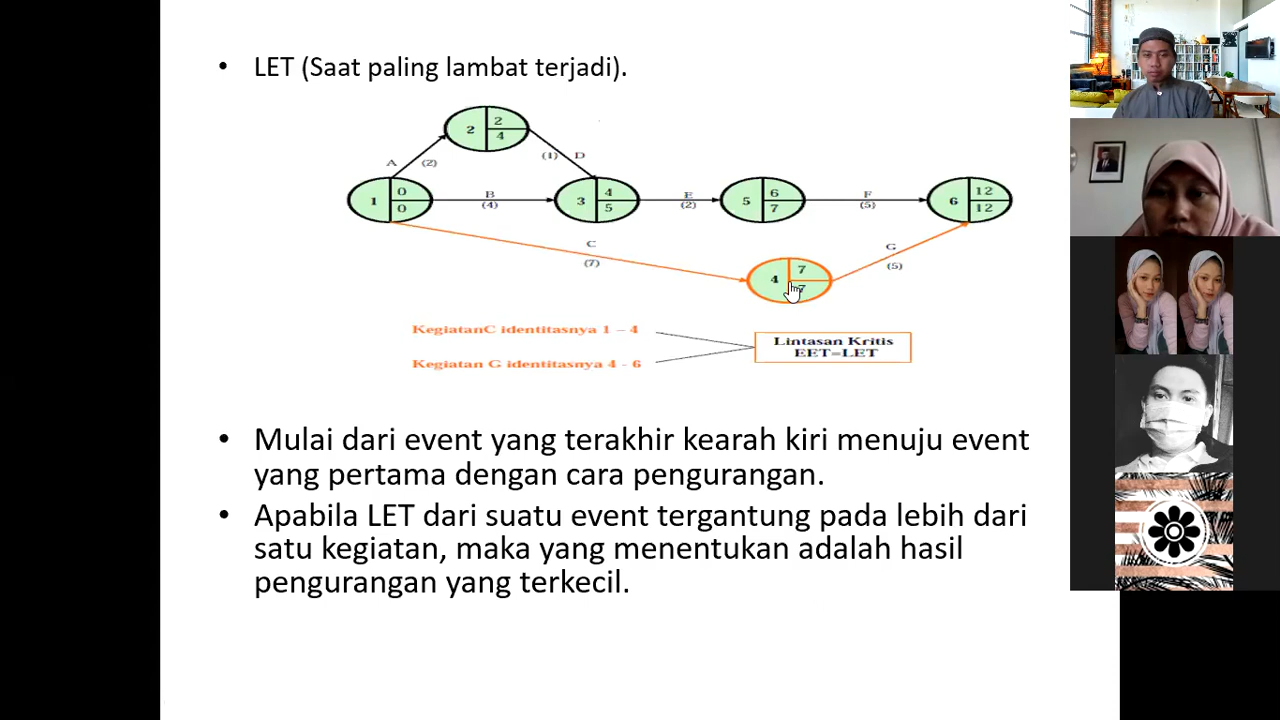 • LET (Saat paling lambat terjadi).
2
2
4
A
(2)
(1)
D
1
0
0
B
(4)
3
4
5
E
(2)
5
6
7
F
(5)
6
12
12
C
(7)
4
7
7
G
(5)
KegiatanC identitasnya 1 – 4
Kegiatan G identitasnya 4 - 6
Lintasan Kritis
EET=LET
• Mulai dari event yang terakhir kearah kiri menuju event
yang pertama dengan cara pengurangan.
• Apabila LET dari suatu event tergantung pada lebih dari
satu kegiatan, maka yang menentukan adalah hasil
pengurangan yang terkecil.